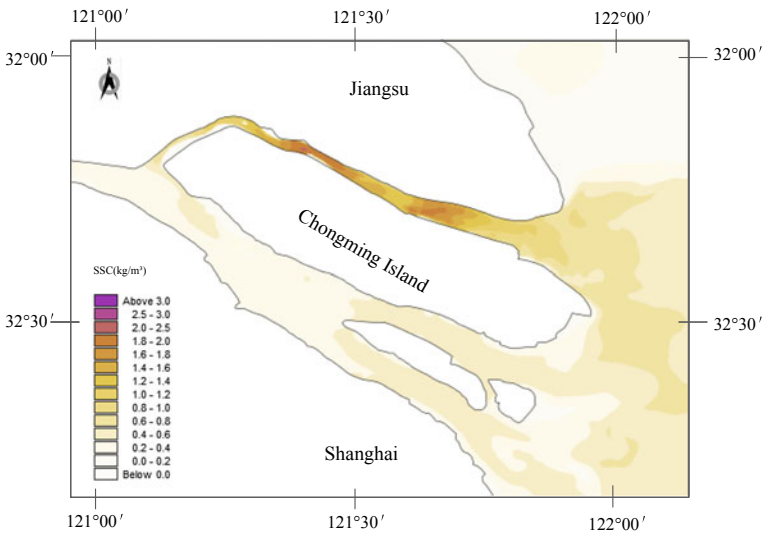 121°00′
121°30′
122°00′
32°00′
32°00′
N
Jiangsu
Chongming Island
SSC(kg/m³)
Above 3.0
2.5 - 3.0
2.0 - 2.5
1.8 - 2.0
1.6 - 1.8
1.4 - 1.6
1.2 - 1.4
1.0 - 1.2
0.8 - 1.0
0.6 - 0.8
0.4 - 0.6
0.2 - 0.4
0.0 - 0.2
Below 0.0
32°30′
32°30′
Shanghai
121°00′
121°30′
122°00′